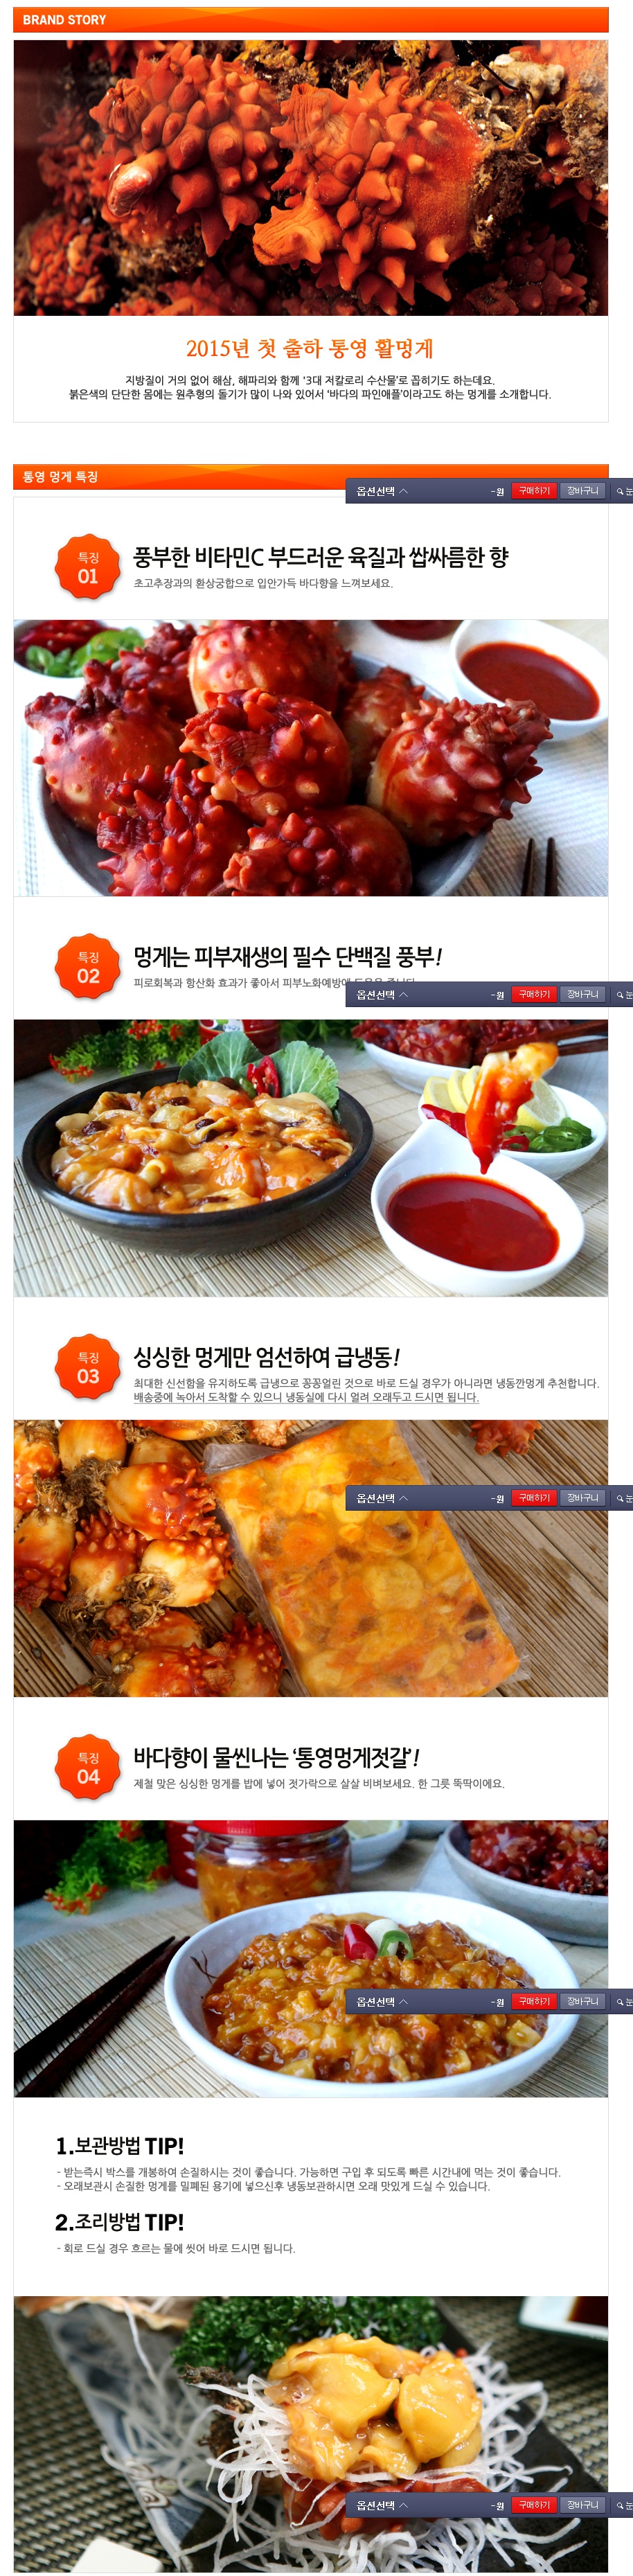 BRAND STORY
2015년 첫 출하 통영 활멍게
지방질이 거의 없어 해삼, 해파리와 함께 '3대 저칼로리 수산물'로 꼽히기도 하는데요.
붉은색의 단단한 몸에는 원추형의 돌기가 많이 나와 있어서 '바다의 파인애플'이라고도 하는 멍게를 소개합니다.
통영 멍게 특징
옵션선택 -원 구매하기 장바구니
특징
01
풍부한 비타민C 부드러운 육질과 쌉싸름한 향
초고추장과의 환상궁합으로 입안가득 바다향을 느껴보세요.
특징
02
멍게는 피부재생의 필수 단백질 풍부!
피로회복과 항산화 효과가 좋아서 피부노화예방에
옵션선택 -원 구매하기 장바구니
특징
03
싱싱한 멍게만 엄선하여 급냉동!
최대한 신선함을 유지하도록 급냉으로 꽁꽁얼린 것으로 바로 드실 경우가 아니라면 냉동깐멍게 추천합니다.
배송중에 녹아서 도착할 수 있으니 냉동실에 다시 얼려 오래두고 드시면 됩니다.
옵션선택 -원 구매하기 장바구니
특징
04
바다향이 물씬나는 '통영멍게젓갈'!
제철 맞은 싱싱한 멍게를 밥에 넣어 젓가락으로 살살 비벼보세요. 한 그릇 뚝딱이에요.
옵션선택 -원 구매하기 장바구니
1.보관방법 TIP!
- 받는즉시 박스를 개봉하여 손질하시는 것이 좋습니다. 가능하면 구입 후 되도록 빠른 시간내에 먹는 것이 좋습니다.
- 오래보관시 손질한 멍게를 밀폐된 용기에 넣으신후 냉동보관하시면 오래 맛있게 드실 수 있습니다.
2.조리방법 TIP!
- 회로 드실 경우 흐르는 물에 씻어 바로 드시면 됩니다.
옵션선택 -원 구매하기 장바구니